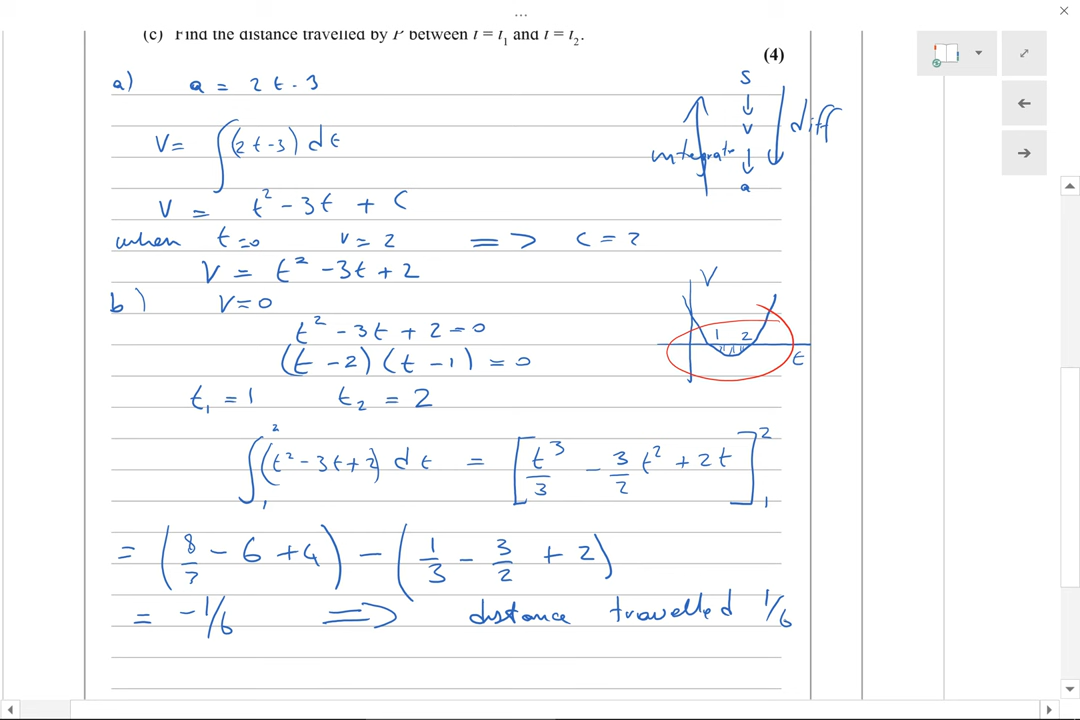 (c) Find the distance travelled by P between t = t₁ and t = t₂.
(4)
a) a = 2t - 3
S
↓
v
↓
a
integrate
diff
V = ∫(2t-3) dt
V = t² - 3t + C
when t=0 v=2 => C=2
V = t² - 3t + 2
b) V=0
t² - 3t + 2 = 0
(t - 2)(t - 1) = 0
t₁ = 1 t₂ = 2
V
1 2
t
∫₁²(t² - 3t + 2) dt = [t³/3 - 3/2 t² + 2t]₁²
= (8/3 - 6 + 4) - (1/3 - 3/2 + 2)
= -1/6 => distance travelled 1/6